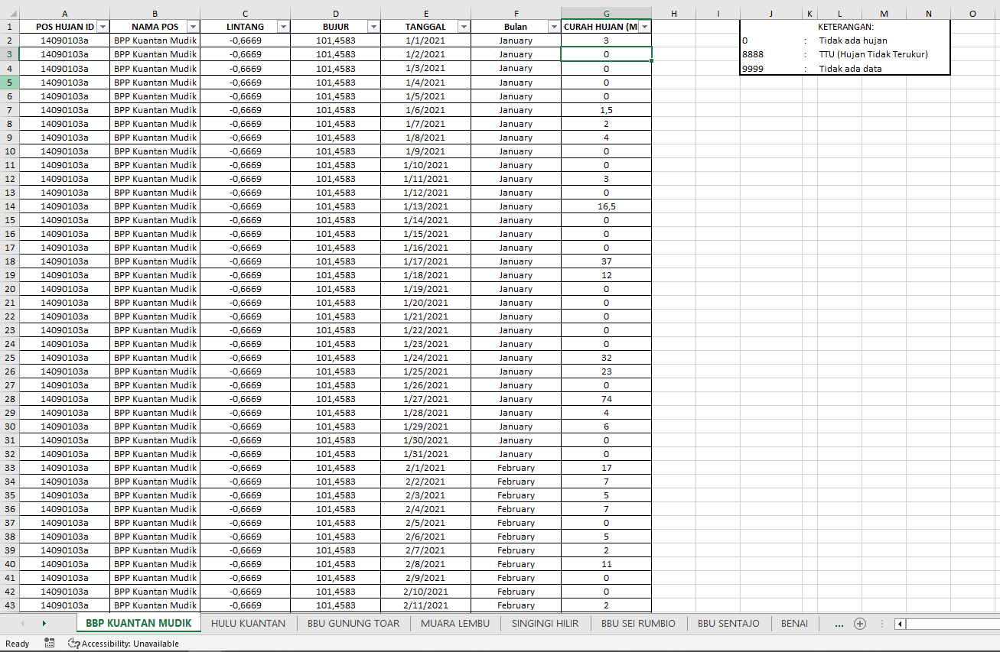 A B C D E F G H I J K L M N O
1 POS HUJAN ID NAMA POS LINTANG BUJUR TANGGAL Bulan CURAH HUJAN (M KETERANGAN:
2 14090103a BPP Kuantan Mudik -0,6669 101,4583 1/1/2021 January 3 0 : Tidak ada hujan
3 14090103a BPP Kuantan Mudik -0,6669 101,4583 1/2/2021 January 0 8888 : TTU (Hujan Tidak Terukur)
4 14090103a BPP Kuantan Mudik -0,6669 101,4583 1/3/2021 January 0 9999 : Tidak ada data
5 14090103a BPP Kuantan Mudik -0,6669 101,4583 1/4/2021 January 0
6 14090103a BPP Kuantan Mudik -0,6669 101,4583 1/5/2021 January 0
7 14090103a BPP Kuantan Mudik -0,6669 101,4583 1/6/2021 January 1,5
8 14090103a BPP Kuantan Mudik -0,6669 101,4583 1/7/2021 January 2
9 14090103a BPP Kuantan Mudik -0,6669 101,4583 1/8/2021 January 4
10 14090103a BPP Kuantan Mudik -0,6669 101,4583 1/9/2021 January 0
11 14090103a BPP Kuantan Mudik -0,6669 101,4583 1/10/2021 January 0
12 14090103a BPP Kuantan Mudik -0,6669 101,4583 1/11/2021 January 3
13 14090103a BPP Kuantan Mudik -0,6669 101,4583 1/12/2021 January 0
14 14090103a BPP Kuantan Mudik -0,6669 101,4583 1/13/2021 January 16,5
15 14090103a BPP Kuantan Mudik -0,6669 101,4583 1/14/2021 January 0
16 14090103a BPP Kuantan Mudik -0,6669 101,4583 1/15/2021 January 0
17 14090103a BPP Kuantan Mudik -0,6669 101,4583 1/16/2021 January 0
18 14090103a BPP Kuantan Mudik -0,6669 101,4583 1/17/2021 January 37
19 14090103a BPP Kuantan Mudik -0,6669 101,4583 1/18/2021 January 12
20 14090103a BPP Kuantan Mudik -0,6669 101,4583 1/19/2021 January 0
21 14090103a BPP Kuantan Mudik -0,6669 101,4583 1/20/2021 January 0
22 14090103a BPP Kuantan Mudik -0,6669 101,4583 1/21/2021 January 0
23 14090103a BPP Kuantan Mudik -0,6669 101,4583 1/22/2021 January 0
24 14090103a BPP Kuantan Mudik -0,6669 101,4583 1/23/2021 January 0
25 14090103a BPP Kuantan Mudik -0,6669 101,4583 1/24/2021 January 32
26 14090103a BPP Kuantan Mudik -0,6669 101,4583 1/25/2021 January 23
27 14090103a BPP Kuantan Mudik -0,6669 101,4583 1/26/2021 January 0
28 14090103a BPP Kuantan Mudik -0,6669 101,4583 1/27/2021 January 74
29 14090103a BPP Kuantan Mudik -0,6669 101,4583 1/28/2021 January 4
30 14090103a BPP Kuantan Mudik -0,6669 101,4583 1/29/2021 January 6
31 14090103a BPP Kuantan Mudik -0,6669 101,4583 1/30/2021 January 0
32 14090103a BPP Kuantan Mudik -0,6669 101,4583 1/31/2021 January 0
33 14090103a BPP Kuantan Mudik -0,6669 101,4583 2/1/2021 February 17
34 14090103a BPP Kuantan Mudik -0,6669 101,4583 2/2/2021 February 7
35 14090103a BPP Kuantan Mudik -0,6669 101,4583 2/3/2021 February 5
36 14090103a BPP Kuantan Mudik -0,6669 101,4583 2/4/2021 February 7
37 14090103a BPP Kuantan Mudik -0,6669 101,4583 2/5/2021 February 0
38 14090103a BPP Kuantan Mudik -0,6669 101,4583 2/6/2021 February 5
39 14090103a BPP Kuantan Mudik -0,6669 101,4583 2/7/2021 February 2
40 14090103a BPP Kuantan Mudik -0,6669 101,4583 2/8/2021 February 11
41 14090103a BPP Kuantan Mudik -0,6669 101,4583 2/9/2021 February 0
42 14090103a BPP Kuantan Mudik -0,6669 101,4583 2/10/2021 February 0
43 14090103a BPP Kuantan Mudik -0,6669 101,4583 2/11/2021 February 2
BBP KUANTAN MUDIK HULU KUANTAN BBU GUNUNG TOAR MUARA LEMBU SINGINGI HILIR BBU SEI RUMBIO BBU SENTAJO BENAI ...
Ready Accessibility: Unavailable